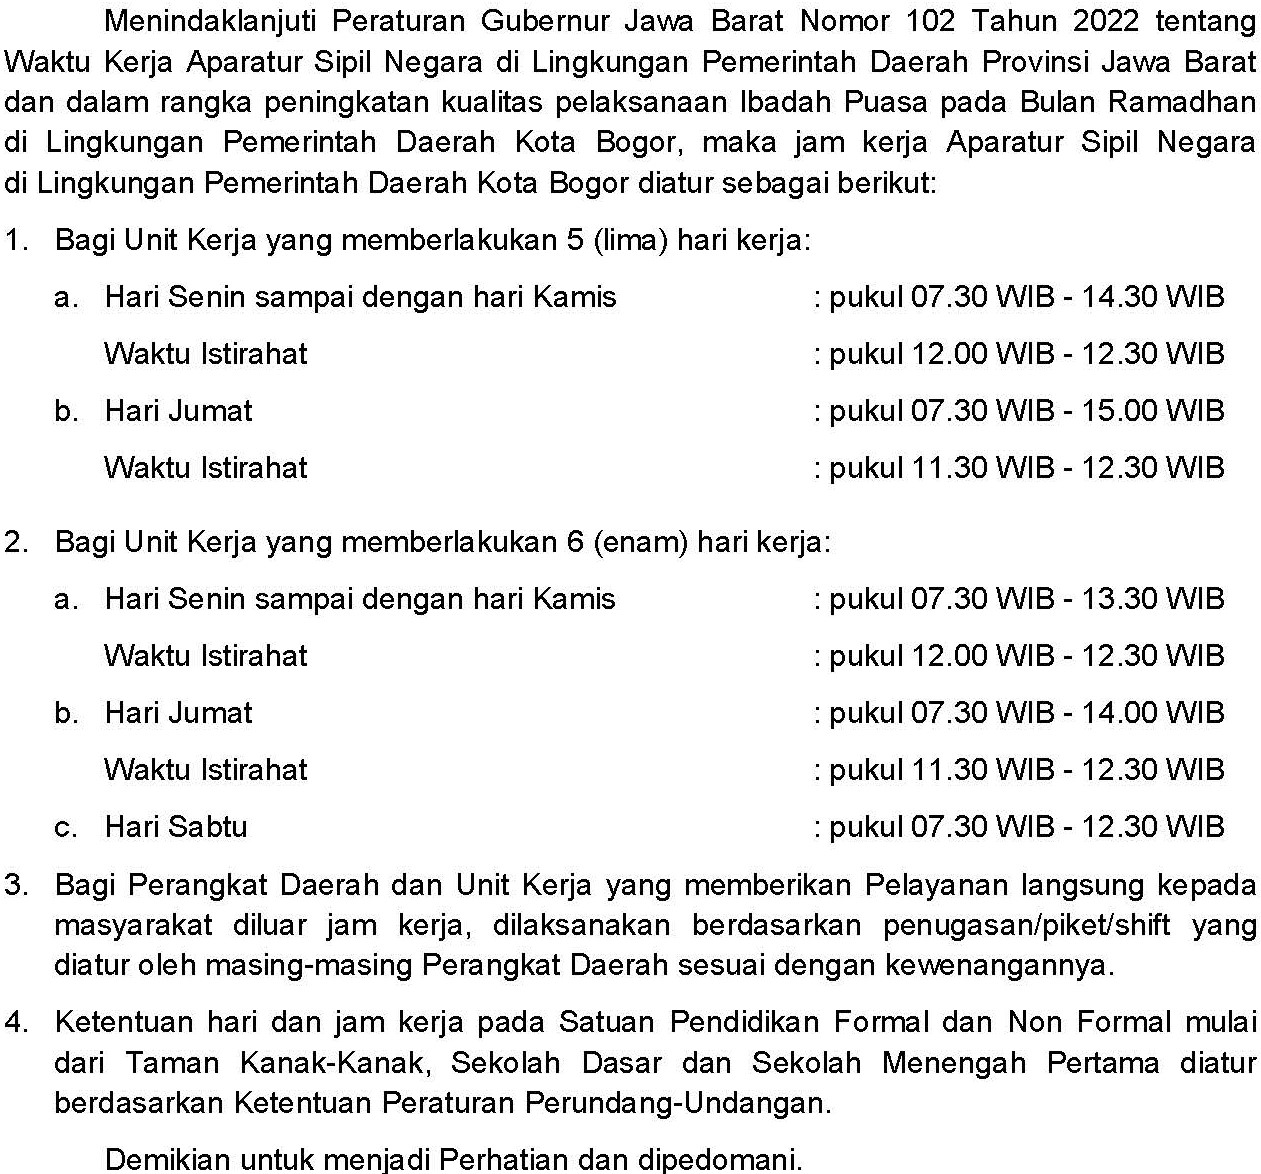 Menindaklanjuti Peraturan Gubernur Jawa Barat Nomor 102 Tahun 2022 tentang
Waktu Kerja Aparatur Sipil Negara di Lingkungan Pemerintah Daerah Provinsi Jawa Barat
dan dalam rangka peningkatan kualitas pelaksanaan Ibadah Puasa pada Bulan Ramadhan
di Lingkungan Pemerintah Daerah Kota Bogor, maka jam kerja Aparatur Sipil Negara
di Lingkungan Pemerintah Daerah Kota Bogor diatur sebagai berikut:
1. Bagi Unit Kerja yang memberlakukan 5 (lima) hari kerja:
a. Hari Senin sampai dengan hari Kamis : pukul 07.30 WIB - 14.30 WIB
Waktu Istirahat : pukul 12.00 WIB - 12.30 WIB
b. Hari Jumat : pukul 07.30 WIB - 15.00 WIB
Waktu Istirahat : pukul 11.30 WIB - 12.30 WIB
2. Bagi Unit Kerja yang memberlakukan 6 (enam) hari kerja:
a. Hari Senin sampai dengan hari Kamis : pukul 07.30 WIB - 13.30 WIB
Waktu Istirahat : pukul 12.00 WIB - 12.30 WIB
b. Hari Jumat : pukul 07.30 WIB - 14.00 WIB
Waktu Istirahat : pukul 11.30 WIB - 12.30 WIB
c. Hari Sabtu : pukul 07.30 WIB - 12.30 WIB
3. Bagi Perangkat Daerah dan Unit Kerja yang memberikan Pelayanan langsung kepada
masyarakat diluar jam kerja, dilaksanakan berdasarkan penugasan/piket/shift yang
diatur oleh masing-masing Perangkat Daerah sesuai dengan kewenangannya.
4. Ketentuan hari dan jam kerja pada Satuan Pendidikan Formal dan Non Formal mulai
dari Taman Kanak-Kanak, Sekolah Dasar dan Sekolah Menengah Pertama diatur
berdasarkan Ketentuan Peraturan Perundang-Undangan.
Demikian untuk menjadi Perhatian dan dipedomani.